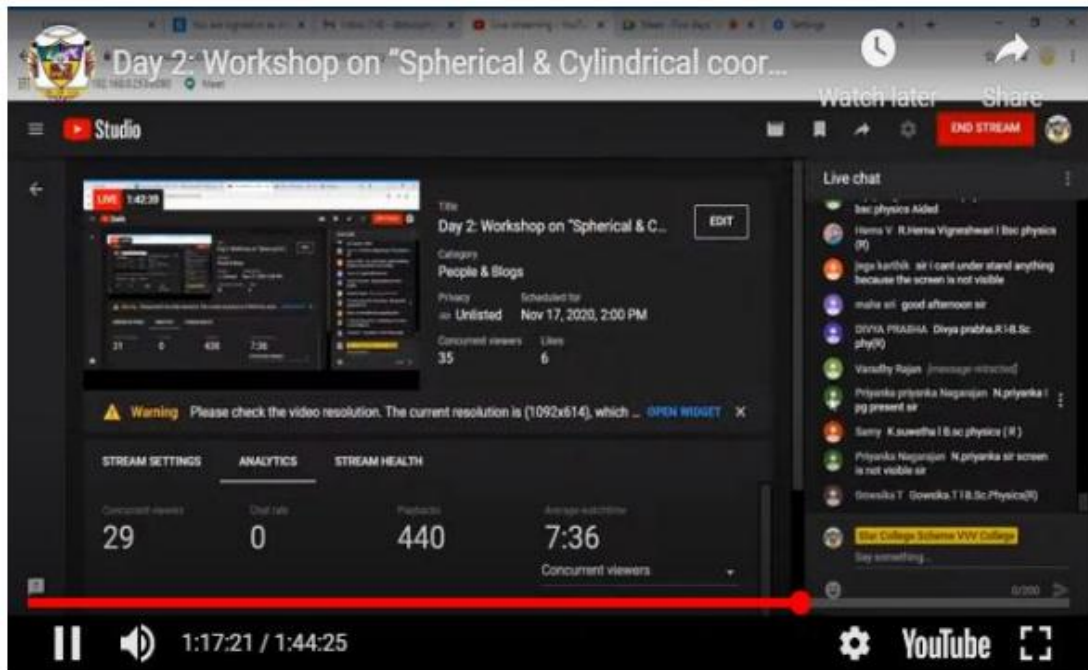 Day 2: Workshop on “Spherical & Cylindrical coor...
Watch later
Share
Studio
END STREAM
LIVE 1:42:39
Title
Day 2: Workshop on “Spherical & C...
EDIT
Category
People & Blogs
Privacy
Scheduled for
Unlisted
Nov 17, 2020, 2:00 PM
Concurrent viewers
Likes
35
6
Warning Please check the video resolution. The current resolution is (1092x614), which ... OPEN WIDGET
STREAM SETTINGS
ANALYTICS
STREAM HEALTH
Concurrent viewers
Chat rate
Playbacks
Average watchtime
29
0
440
7:36
Concurrent viewers
Live chat
bsc physics Aided
Hema V R.Hema Vigneshwari I Bsc physics
(R)
jega karthik sir i cant under stand anything
because the screen is not visible
maha sri good afternoon sir
DIVYA PRABHA Divya prabha.R I-B.Sc
phy(R)
Varudhy Rajan [message retracted]
Priyanka priyanka Nagarajan N.priyanka I
pg present sir
Samy K.suwetha I B.sc physics ( R )
Priyanka Nagarajan N.priyanka sir screen
is not visible sir
Gowsika T Gowsika.T I B.Sc.Physics(R)
Star College Scheme VVV College
Say something...
0/200
1:17:21 / 1:44:25
YouTube